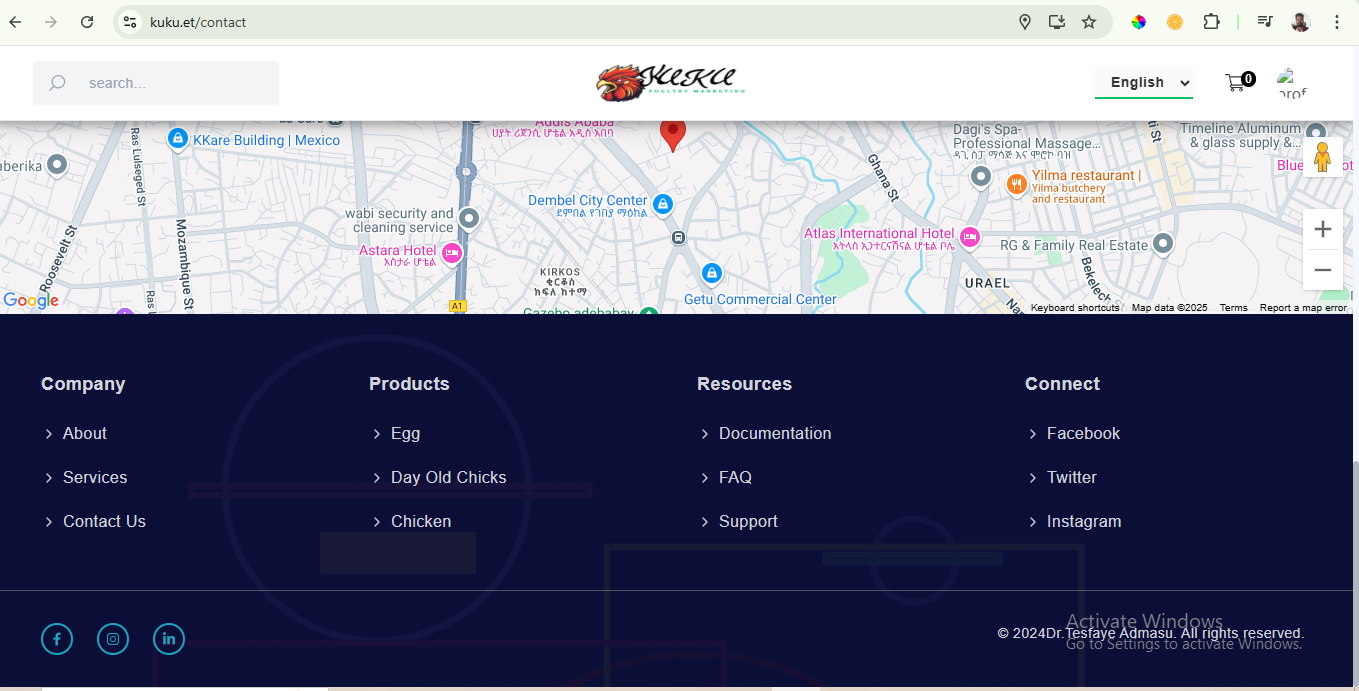 kuku.et/contact
search...
KUKU
POULTRY MARKETING
English
0
prof
Addis Ababa
ሀያት ሪጀንሲ ሆቴል አዲስ አበባ
KKare Building | Mexico
aberika
Ras Lulseged St
Roosevelt St
Mozambique St
Ras
wabi security and
cleaning service
Astara Hotel
አስታራ ሆቴል
Dembel City Center
ደምበል የገበያ ማዕከል
KIRKOS
ቂርቆስ
ክፍለ ከተማ
A1
Getu Commercial Center
Gazebo adebabay
Ghana St
Atlas International Hotel
አትላስ ኢንተርናሽናል ሆቴል ቦሌ
Dagi's Spa-
Professional Massage...
ዳጊ ስፓ ማሳጅ እና ሞሮኮ ባዝ
Yilma restaurant |
Yilma butchery
and restaurant
Timeline Aluminum
& glass supply &...
RG & Family Real Estate
URAEL
Bekelech
Google
Keyboard shortcuts
Map data ©2025
Terms
Report a map error
Company
About
Services
Contact Us
Products
Egg
Day Old Chicks
Chicken
Resources
Documentation
FAQ
Support
Connect
Facebook
Twitter
Instagram
© 2024Dr.Tesfaye Admasu. All rights reserved.
Activate Windows
Go to Settings to activate Windows.